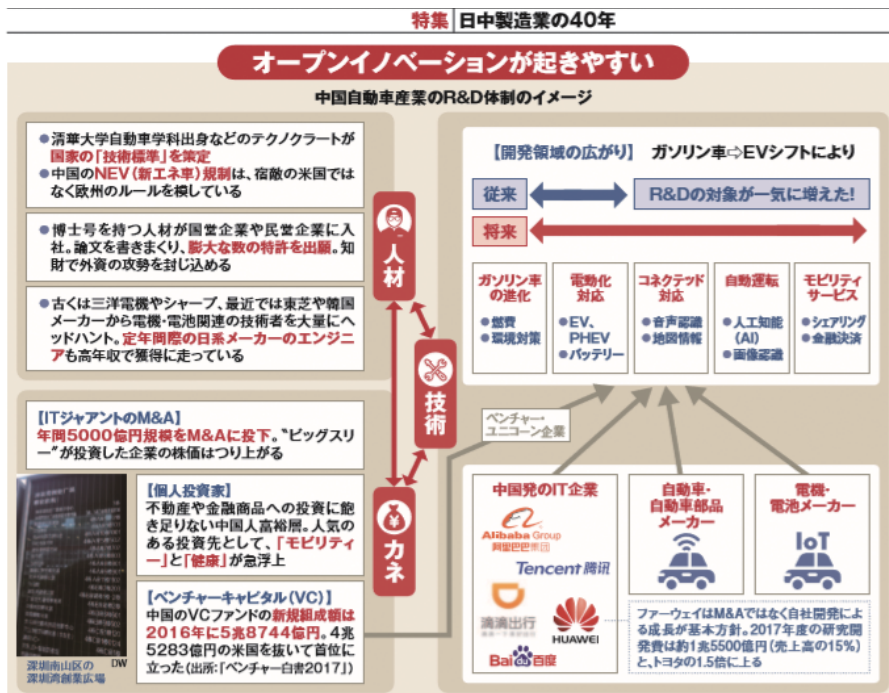 特集 日中製造業の40年
オープンイノベーションが起きやすい
中国自動車産業のR&D体制のイメージ
●清華大学自動車学科出身などのテクノクラートが
国家の「技術標準」を策定
●中国のNEV(新エネ車)規制は、宿敵の米国では
なく欧州のルールを模している
●博士号を持つ人材が国営企業や民営企業に入
社。論文を書きまくり、膨大な数の特許を出願。知
財で外資の攻勢を封じ込める
●古くは三洋電機やシャープ、最近では東芝や韓国
メーカーから電機・電池関連の技術者を大量にヘ
ッドハント。定年間際の日系メーカーのエンジニ
アも高年収で獲得に走っている
人材
技術
カネ
【ITジャアントのM&A】
年間5000億円規模をM&Aに投下。“ビッグスリ
ー”が投資した企業の株価はつり上がる
【個人投資家】
不動産や金融商品への投資に飽
き足りない中国人富裕層。人気の
ある投資先として、「モビリティ
ー」と「健康」が急浮上
【ベンチャーキャピタル(VC)】
中国のVCファンドの新規組成額は
2016年に5兆8744億円。4兆
5283億円の米国を抜いて首位に
立った(出所:「ベンチャー白書2017」)
深圳南山区の
深圳湾創業広場
DW
【開発領域の広がり】 ガソリン車⇨EVシフトにより
従来
R&Dの対象が一気に増えた!
将来
ガソリン車
の進化
●燃費
●環境対策
電動化
対応
●EV、
PHEV
●バッテリー
コネクテッド
対応
●音声認識
●地図情報
自動運転
●人工知能
(AI)
●画像認識
モビリティ
サービス
●シェアリング
●金融決済
ベンチャー・
ユニコーン企業
中国発のIT企業
Alibaba Group
阿里巴巴集団
Tencent 腾讯
滴滴出行
HUAWEI
Bai百度
自動車・
自動車部品
メーカー
電機・
電池メーカー
IoT
ファーウェイはM&Aではなく自社開発によ
る成長が基本方針。2017年度の研究開
発費は約1兆5500億円(売上高の15%)
と、トヨタの1.5倍に上る